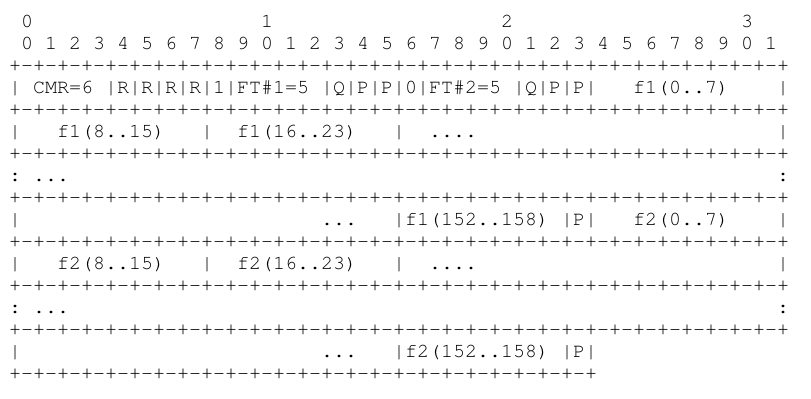 0                   1                   2                   3
 0 1 2 3 4 5 6 7 8 9 0 1 2 3 4 5 6 7 8 9 0 1 2 3 4 5 6 7 8 9 0 1
+-+-+-+-+-+-+-+-+-+-+-+-+-+-+-+-+-+-+-+-+-+-+-+-+-+-+-+-+-+-+-+-+
| CMR=6 |R|R|R|R|1|FT#1=5 |Q|P|P|0|FT#2=5 |Q|P|P|   f1(0..7)    |
+-+-+-+-+-+-+-+-+-+-+-+-+-+-+-+-+-+-+-+-+-+-+-+-+-+-+-+-+-+-+-+-+
|   f1(8..15)   |  f1(16..23)   |  ....                         |
+-+-+-+-+-+-+-+-+-+-+-+-+-+-+-+-+-+-+-+-+-+-+-+-+-+-+-+-+-+-+-+-+
: ...                                                           :
+-+-+-+-+-+-+-+-+-+-+-+-+-+-+-+-+-+-+-+-+-+-+-+-+-+-+-+-+-+-+-+-+
|                         ...   |f1(152..158) |P|   f2(0..7)    |
+-+-+-+-+-+-+-+-+-+-+-+-+-+-+-+-+-+-+-+-+-+-+-+-+-+-+-+-+-+-+-+-+
|   f2(8..15)   |  f2(16..23)   |  ....                         |
+-+-+-+-+-+-+-+-+-+-+-+-+-+-+-+-+-+-+-+-+-+-+-+-+-+-+-+-+-+-+-+-+
: ...                                                           :
+-+-+-+-+-+-+-+-+-+-+-+-+-+-+-+-+-+-+-+-+-+-+-+-+-+-+-+-+-+-+-+-+
|                         ...   |f2(152..158) |P|
+-+-+-+-+-+-+-+-+-+-+-+-+-+-+-+-+-+-+-+-+-+-+-+-+